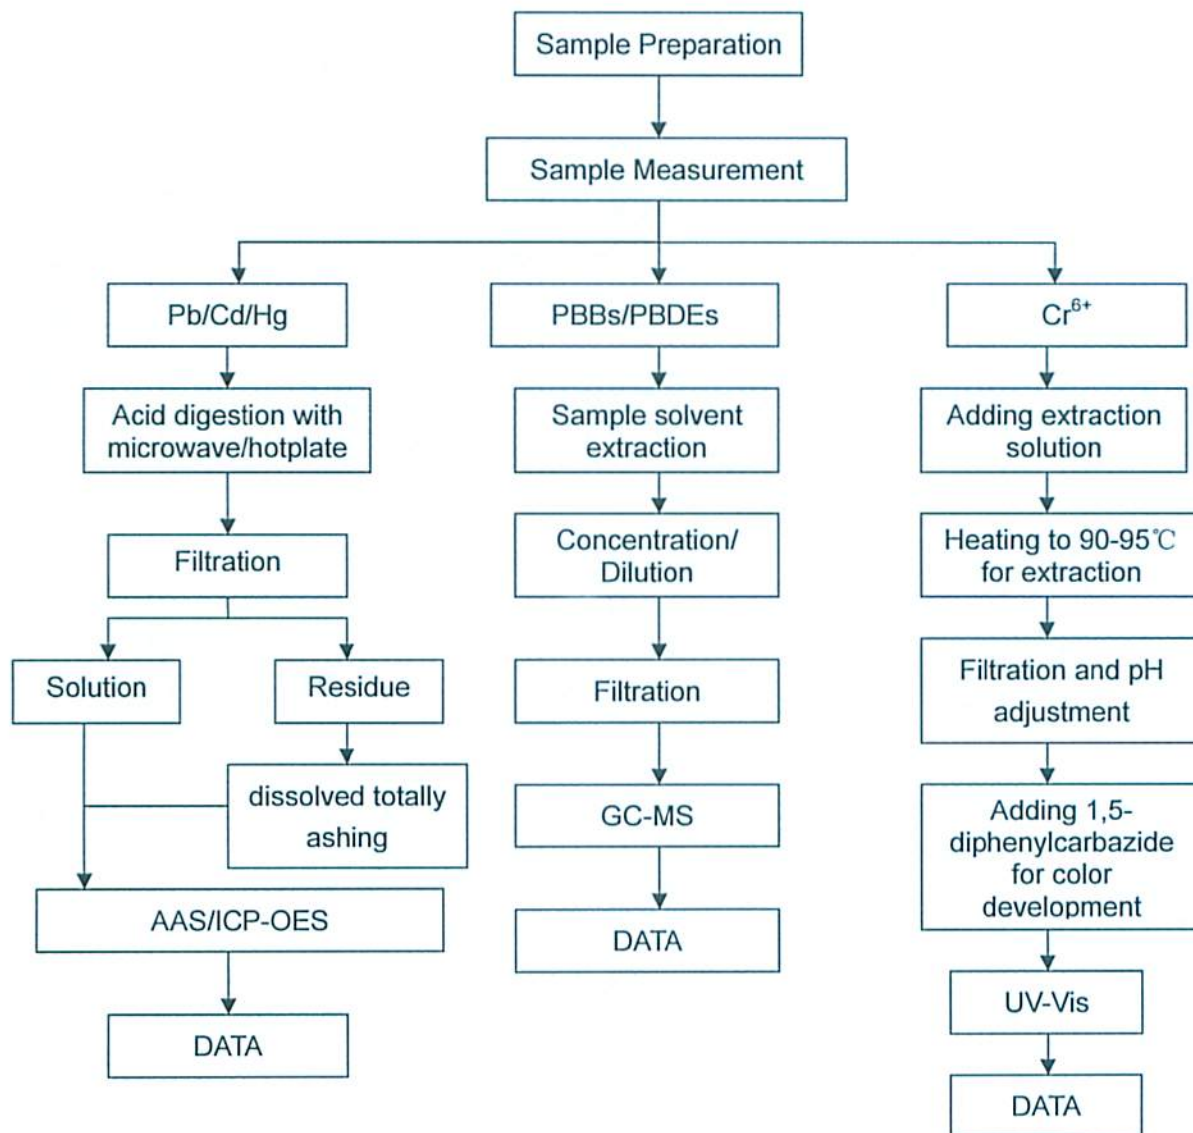 Sample Preparation
Sample Measurement
Pb/Cd/Hg
Acid digestion with
microwave/hotplate
Filtration
Solution
Residue
dissolved totally
ashing
AAS/ICP-OES
DATA
PBBs/PBDEs
Sample solvent
extraction
Concentration/
Dilution
Filtration
GC-MS
DATA
Cr⁶⁺
Adding extraction
solution
Heating to 90-95℃
for extraction
Filtration and pH
adjustment
Adding 1,5-
diphenylcarbazide
for color
development
UV-Vis
DATA